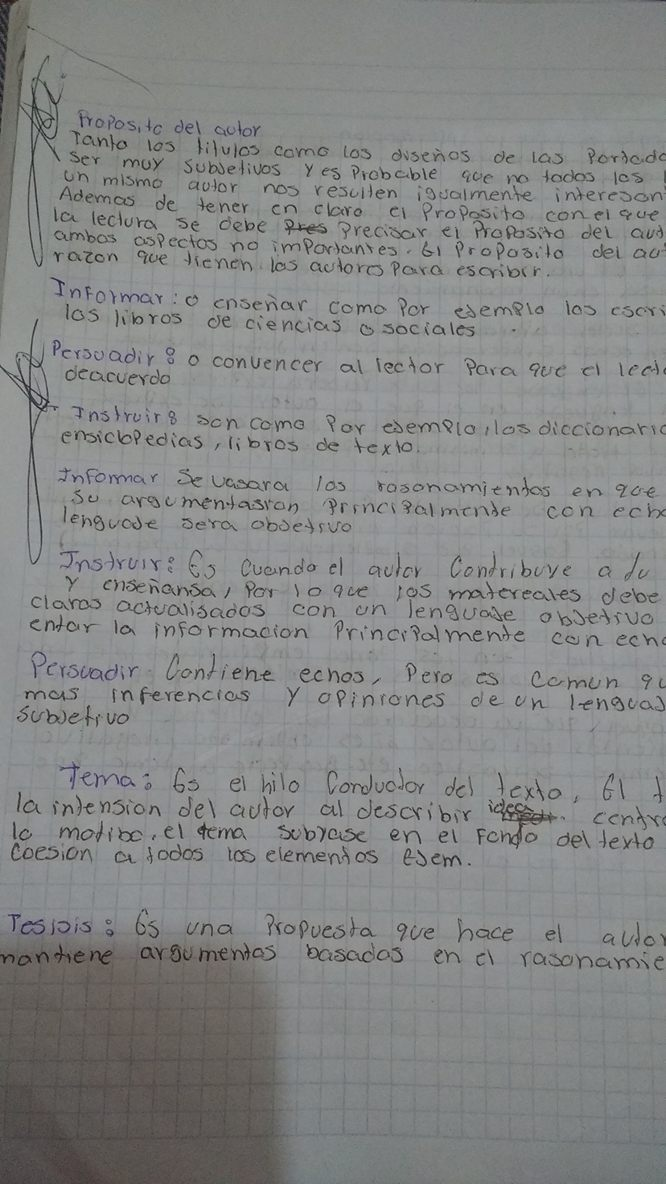 Proposito del autor
Tanto los titulos como los diseños de las Portada
ser muy subjetivos y es Probable que no todos los
un mismo autor nos resulten igualmente interesan
Ademas de tener en claro el Proposito con el que
la lectura se debe Precisar el Proposito del aut
ambos aspectos no importantes. El Proposito del au
razon que tienen los autores Para escribir.
Informar: o enseñar como Por ejemplo los escri
los libros de ciencias o sociales
Persuadir: o convencer al lector Para que el lect
deacuerdo
Instruir: son como Por ejemplo, los diccionario
ensiclopedias, libros de texto.
Informar Se vasara los rasonamientos en que
su argumentasion Principalmente con echo
lenguaje sera objetivo
Instruir: Es Cuando el autor Contribuye a tu
y enseñansa, Por lo que los matereales debe
claros actualisados con un lenguaje objetivo
entar la informacion Principalmente con echo
Persuadir- Contiene echos, Pero es comun qu
mas inferencias y opiniones de un lenguaj
subjetivo
Tema: Es el hilo Conductor del texto, El t
la intension del autor al describir ideas. centra
lo motibo, el tema subyase en el Fondo del texto
Coesion a todos los elementos Ejem.
Tesisis: Es una Propuesta que hace el autor
mantiene argumentos basados en el rasonamie